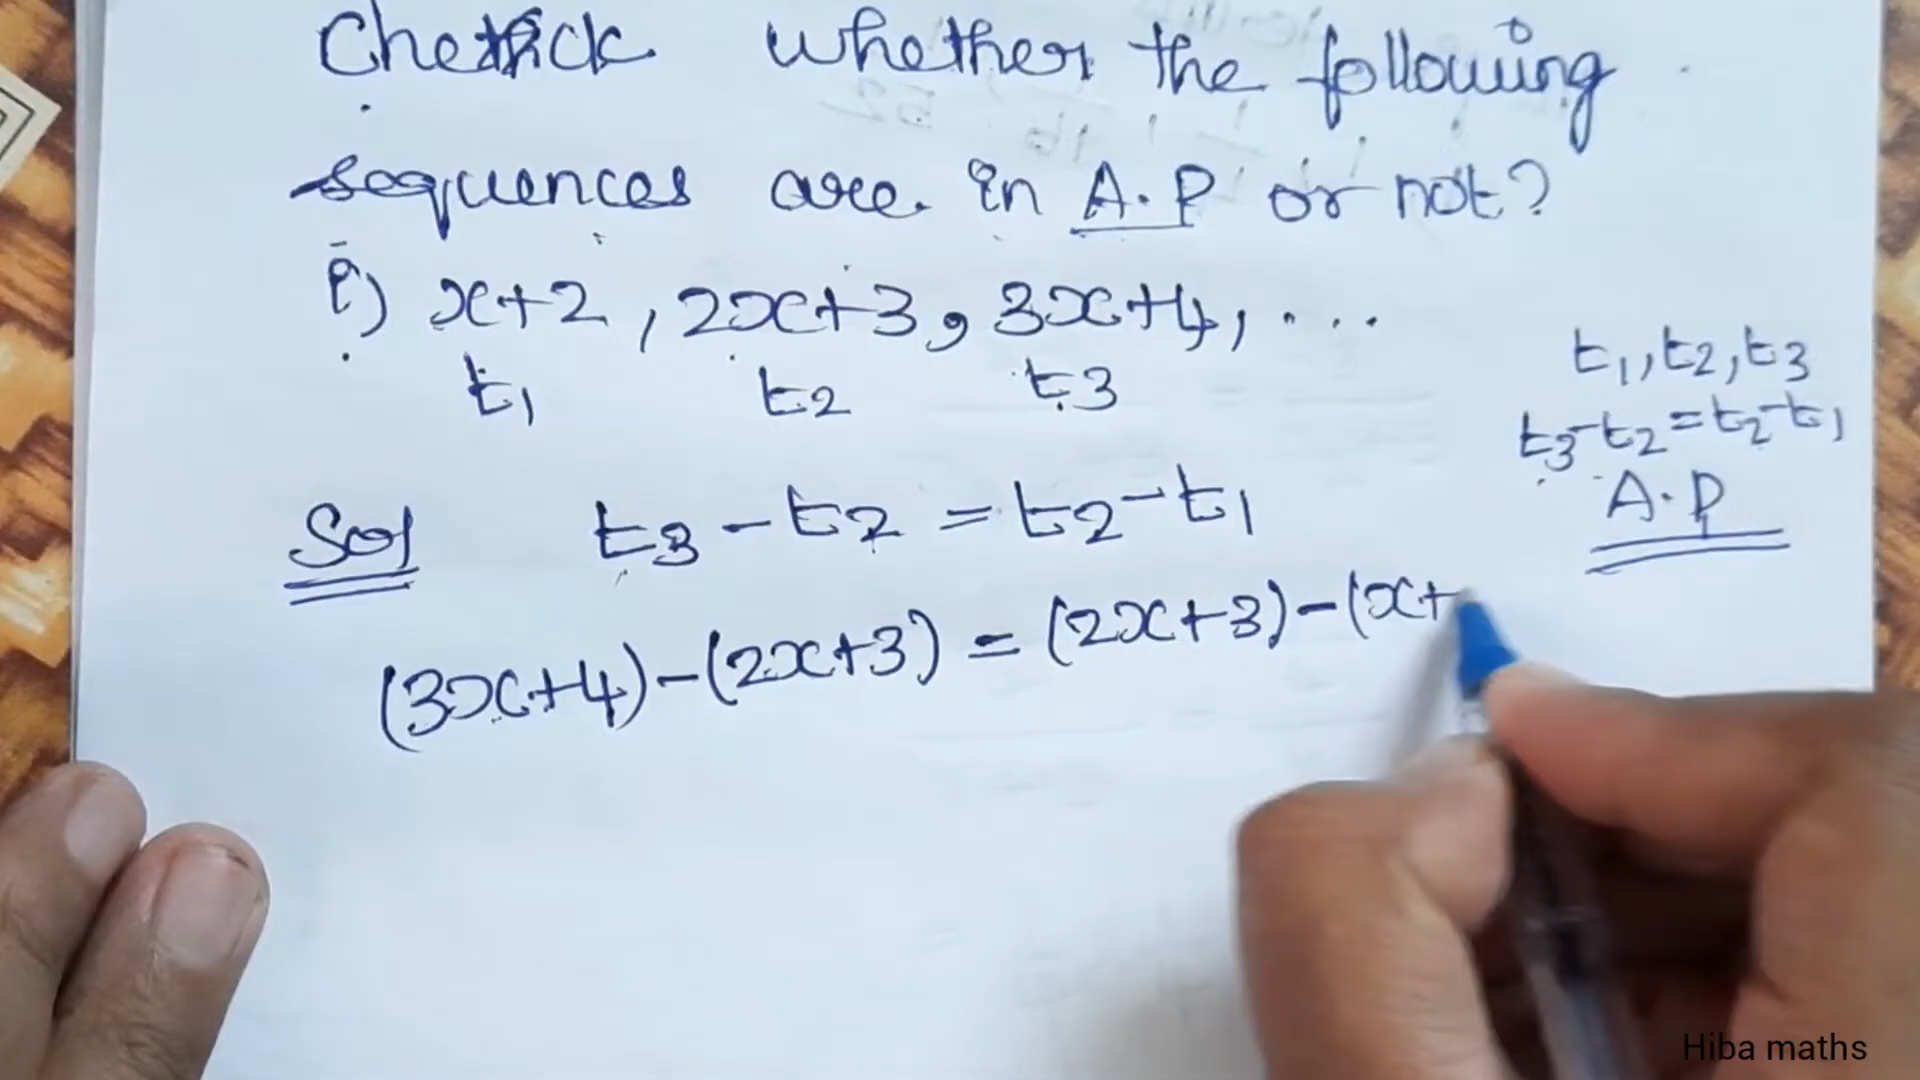 Check whether the following
sequences are in A.P or not?
i) x+2, 2x+3, 3x+4, ...
t1 t2 t3
t1, t2, t3
t3-t2=t2-t1
A.P
Sol t3-t2=t2-t1
(3x+4)-(2x+3)=(2x+3)-(x+
Hiba maths